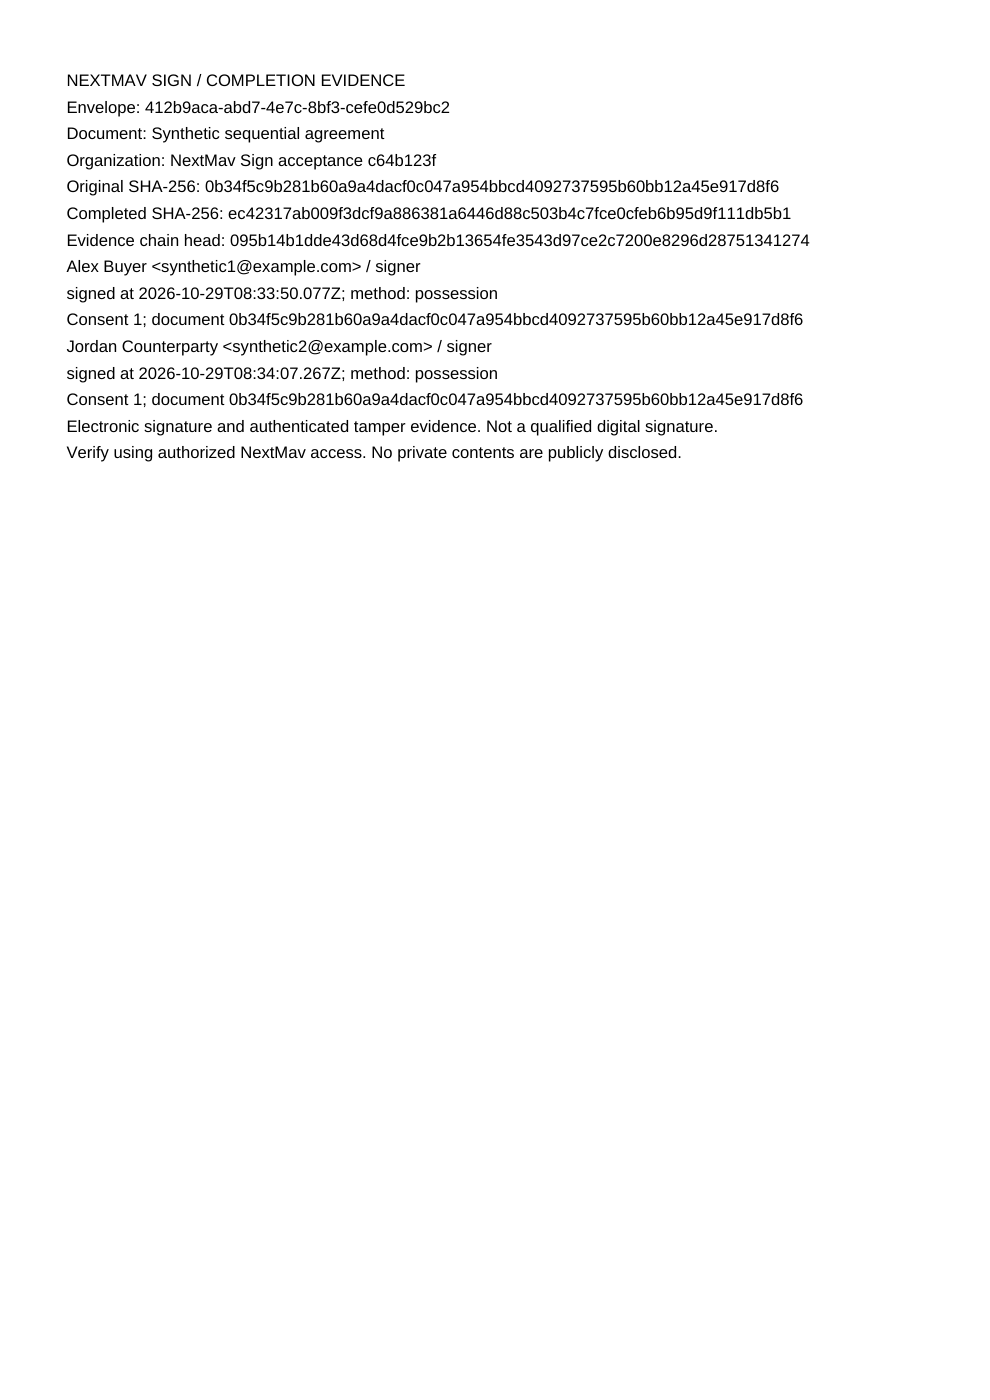 NEXTMAV SIGN / COMPLETION EVIDENCE
Envelope: 412b9aca-abd7-4e7c-8bf3-cefe0d529bc2
Document: Synthetic sequential agreement
Organization: NextMav Sign acceptance c64b123f
Original SHA-256: 0b34f5c9b281b60a9a4dacf0c047a954bbcd4092737595b60bb12a45e917d8f6
Completed SHA-256: ec42317ab009f3dcf9a886381a6446d88c503b4c7fce0cfeb6b95d9f111db5b1
Evidence chain head: 095b14b1dde43d68d4fce9b2b13654fe3543d97ce2c7200e8296d28751341274
Alex Buyer <synthetic1@example.com> / signer
signed at 2026-10-29T08:33:50.077Z; method: possession
Consent 1; document 0b34f5c9b281b60a9a4dacf0c047a954bbcd4092737595b60bb12a45e917d8f6
Jordan Counterparty <synthetic2@example.com> / signer
signed at 2026-10-29T08:34:07.267Z; method: possession
Consent 1; document 0b34f5c9b281b60a9a4dacf0c047a954bbcd4092737595b60bb12a45e917d8f6
Electronic signature and authenticated tamper evidence. Not a qualified digital signature.
Verify using authorized NextMav access. No private contents are publicly disclosed.